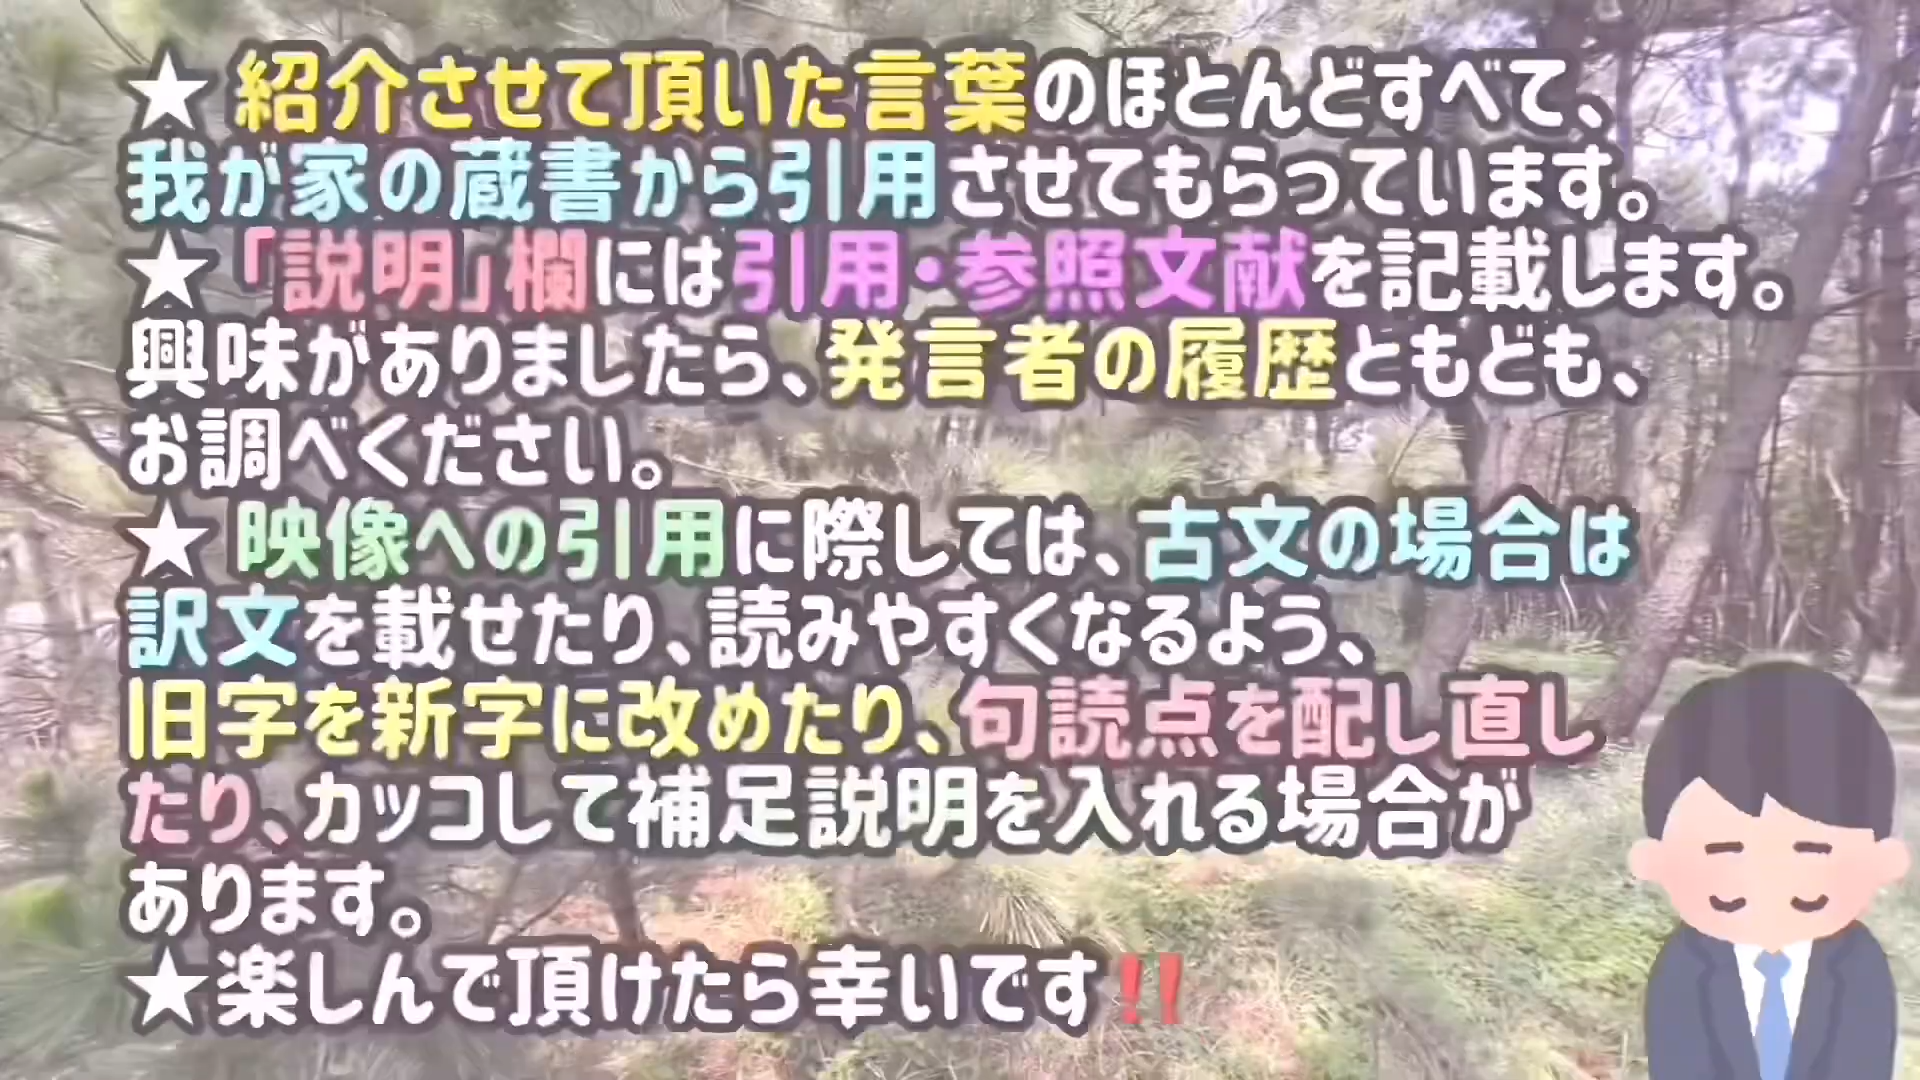 ★ 紹介させて頂いた言葉のほとんどすべて、
我が家の蔵書から引用させてもらっています。
★「説明」欄には引用・参照文献を記載します。
興味がありましたら、発言者の履歴ともども、
お調べください。
★ 映像への引用に際しては、古文の場合は
訳文を載せたり、読みやすくなるよう、
旧字を新字に改めたり、句読点を配し直し
たり、カッコして補足説明を入れる場合が
あります。
★楽しんで頂けたら幸いです‼